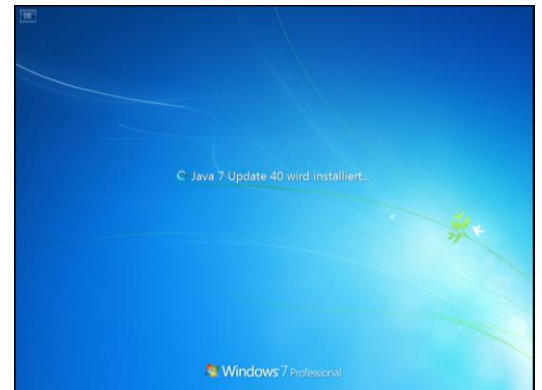 DE
Java 7 Update 40 wird installiert...
Windows 7 Professional